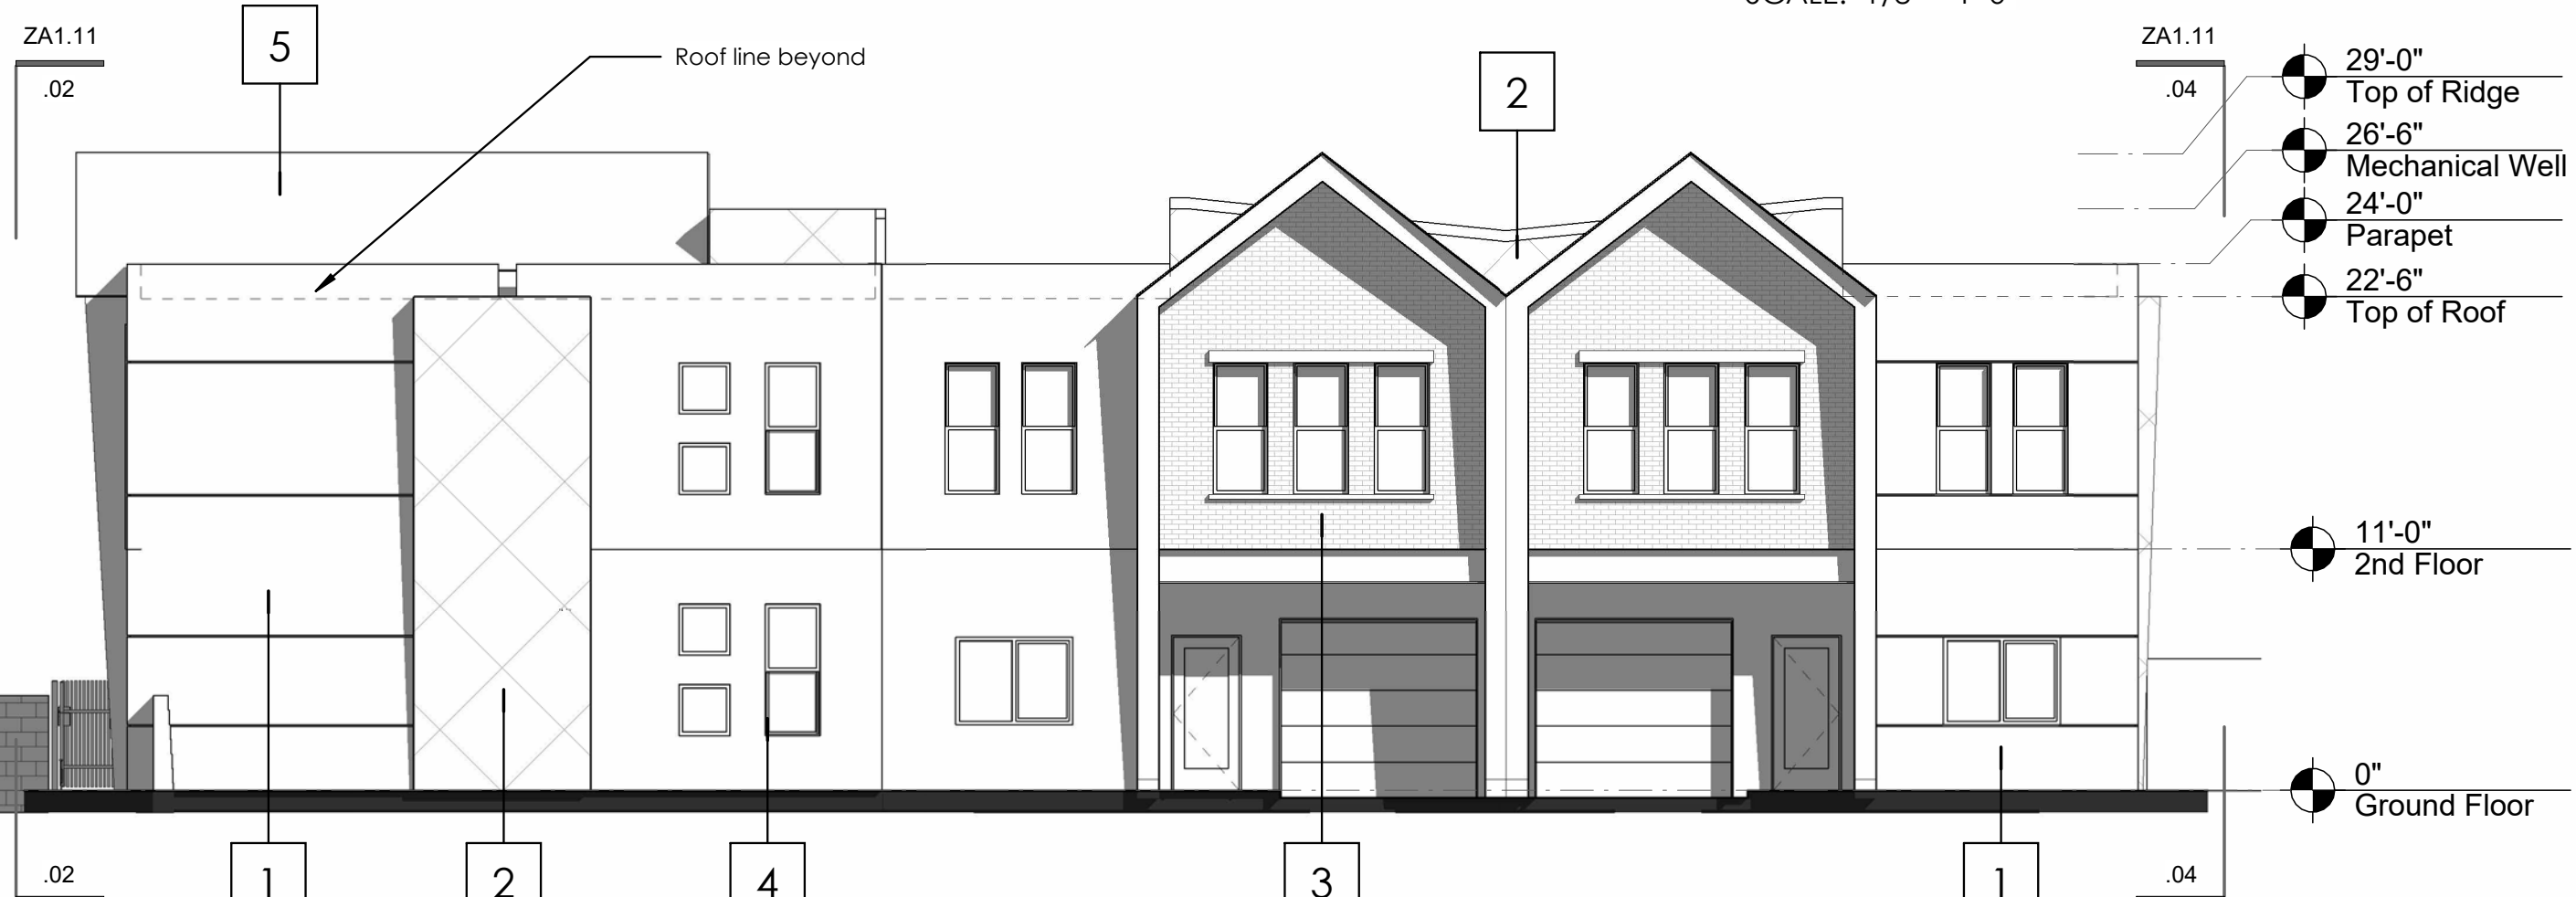 ZA1.11
.02
5
Roof line beyond
2
ZA1.11
.04
29'-0"
Top of Ridge
26'-6"
Mechanical Well
24'-0"
Parapet
22'-6"
Top of Roof
11'-0"
2nd Floor
0"
Ground Floor
.02
1
2
4
3
1
.04